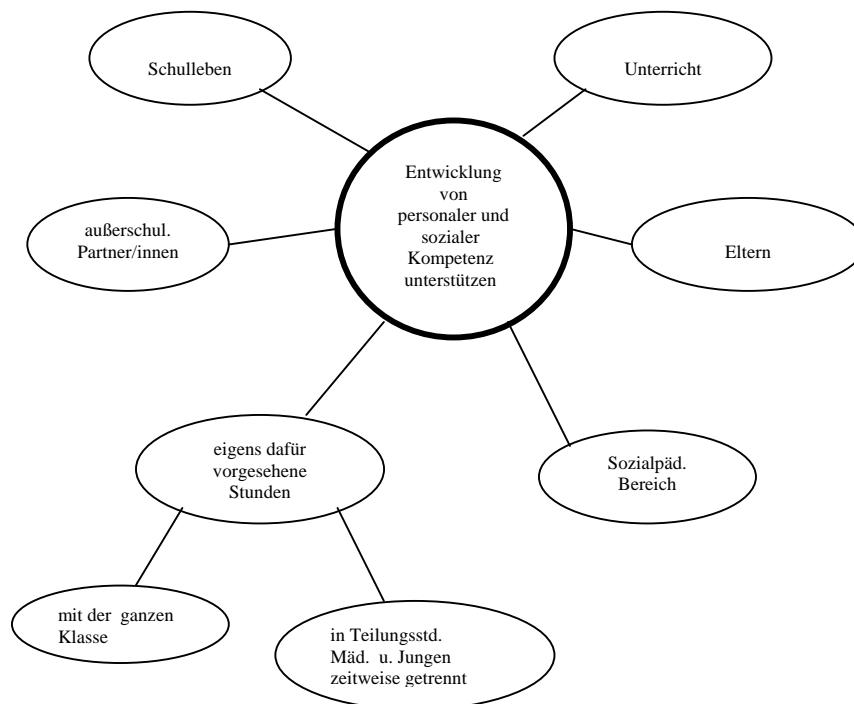 Schulleben
Unterricht
Entwicklung
von
personaler und
sozialer
Kompetenz
unterstützen
außerschul.
Partner/innen
Eltern
eigens dafür
vorgesehene
Stunden
Sozialpäd.
Bereich
mit der ganzen
Klasse
in Teilungsstd.
Mäd. u. Jungen
zeitweise getrennt